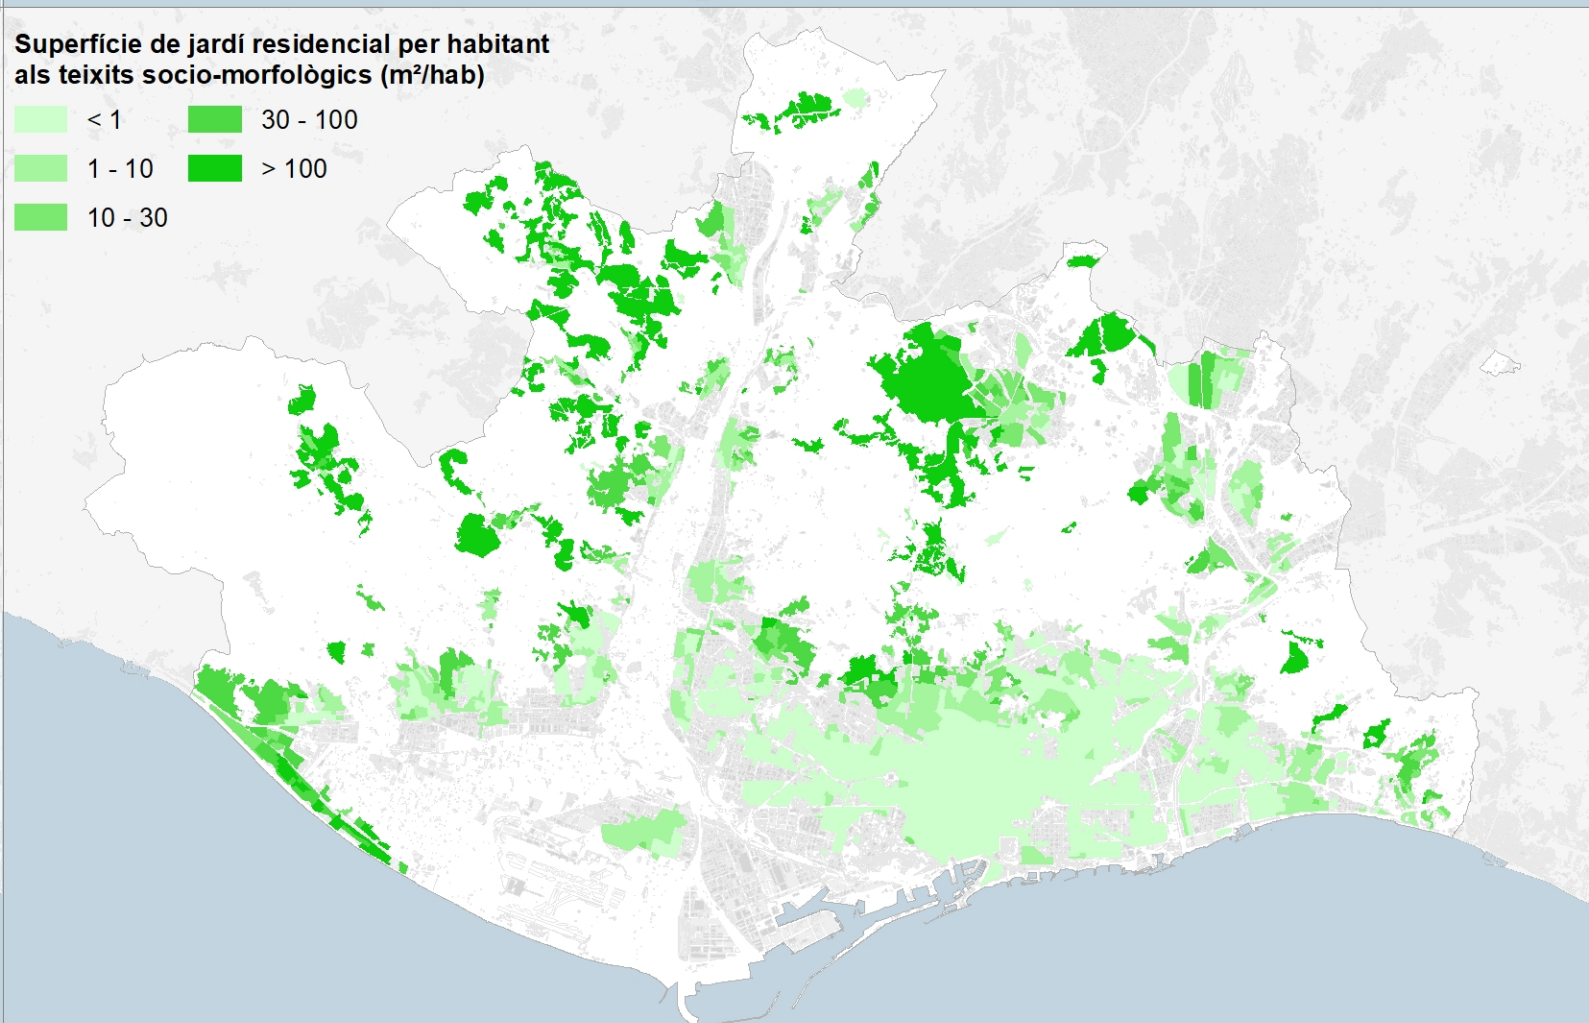 Superfície de jardí residencial per habitant
als teixits socio-morfològics (m²/hab)
< 1
30 - 100
1 - 10
> 100
10 - 30